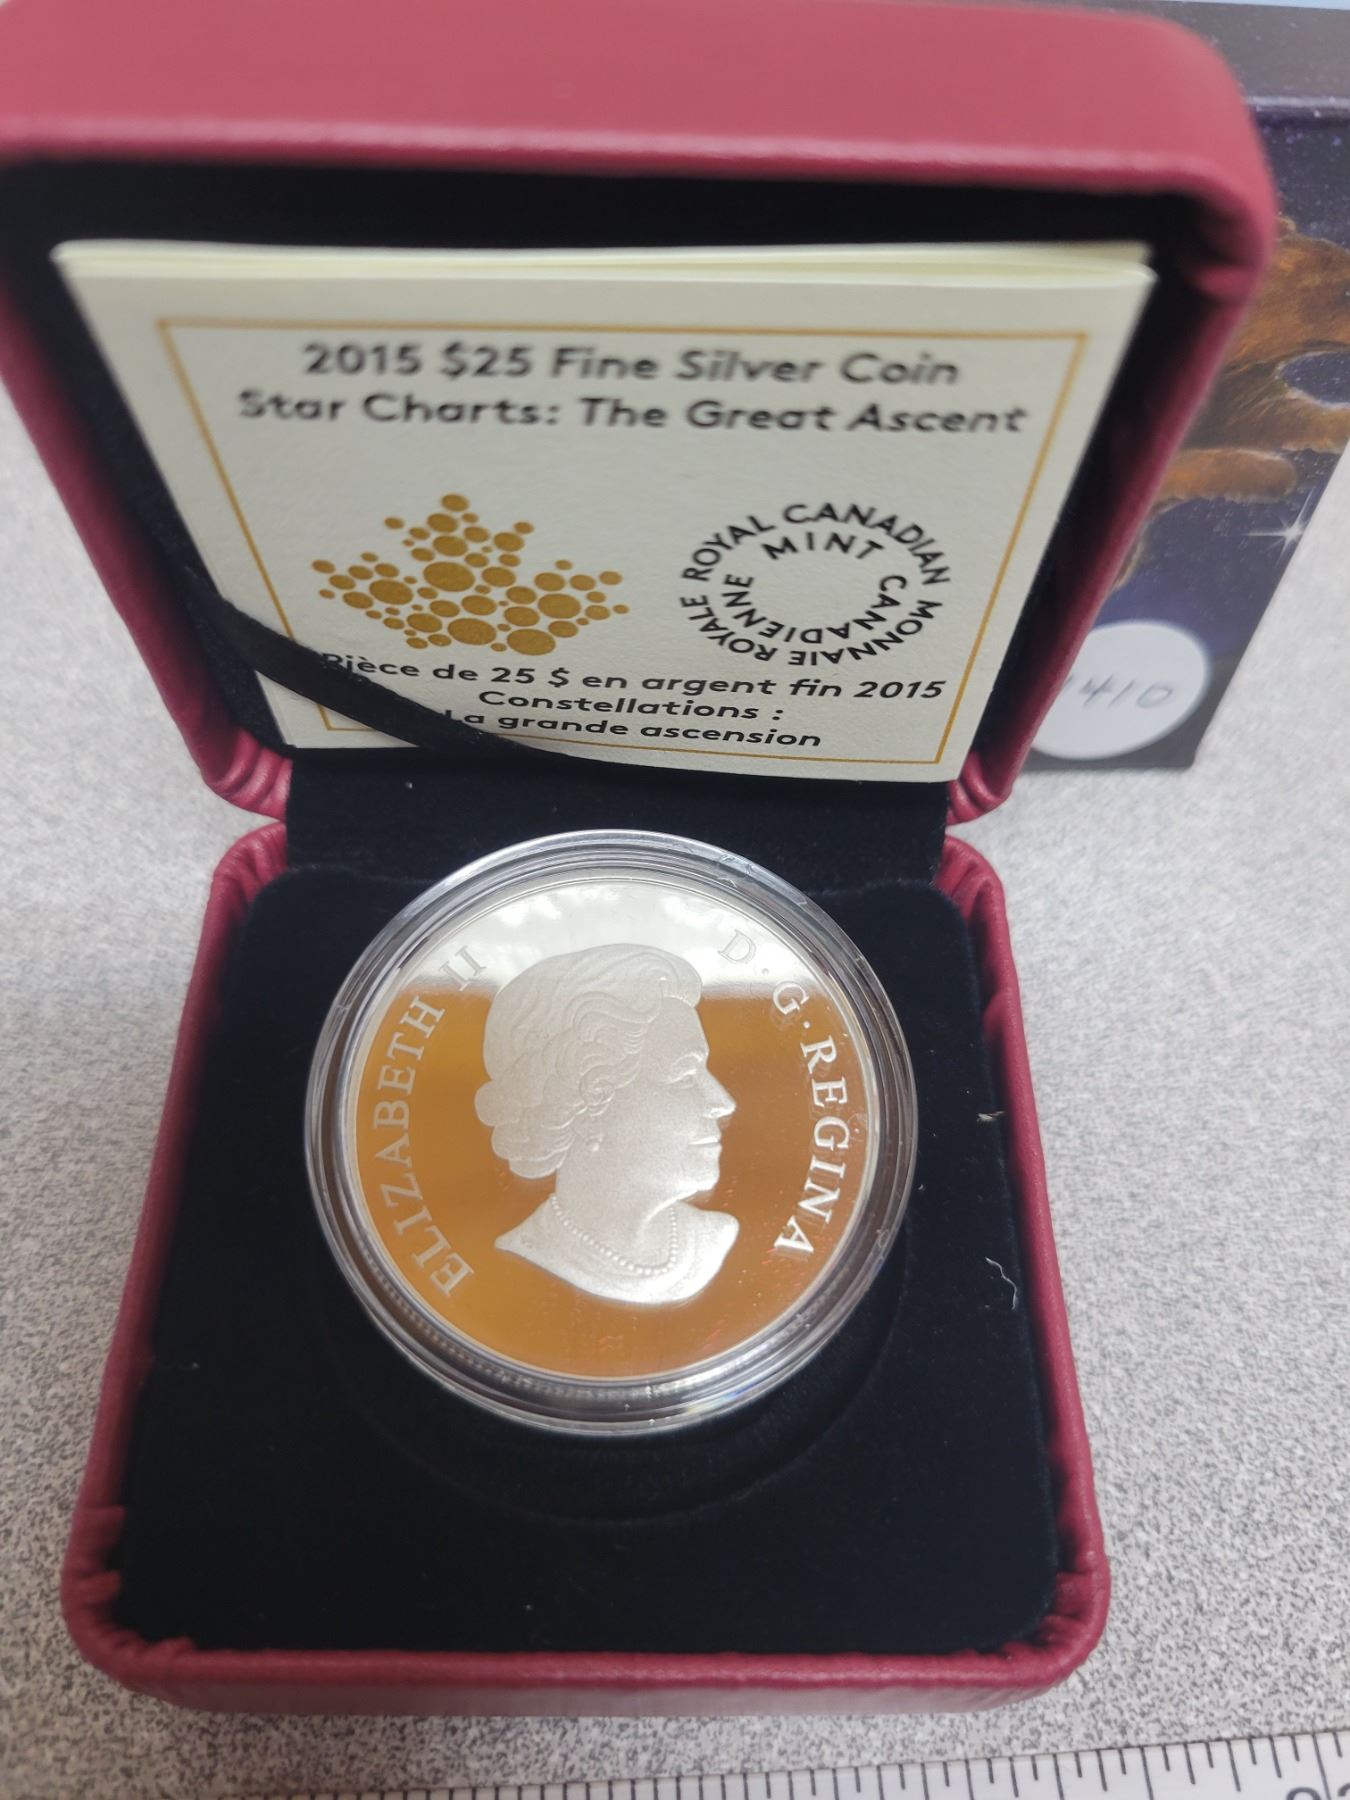 2015 $25 Fine Silver Coin
Star Charts: The Great Ascent
ROYAL CANADIAN MINT
MONNAIE ROYALE CANADIENNE
Pièce de 25 $ en argent fin 2015
Constellations :
La grande ascension
410
ELIZABETH II D·G·REGINA